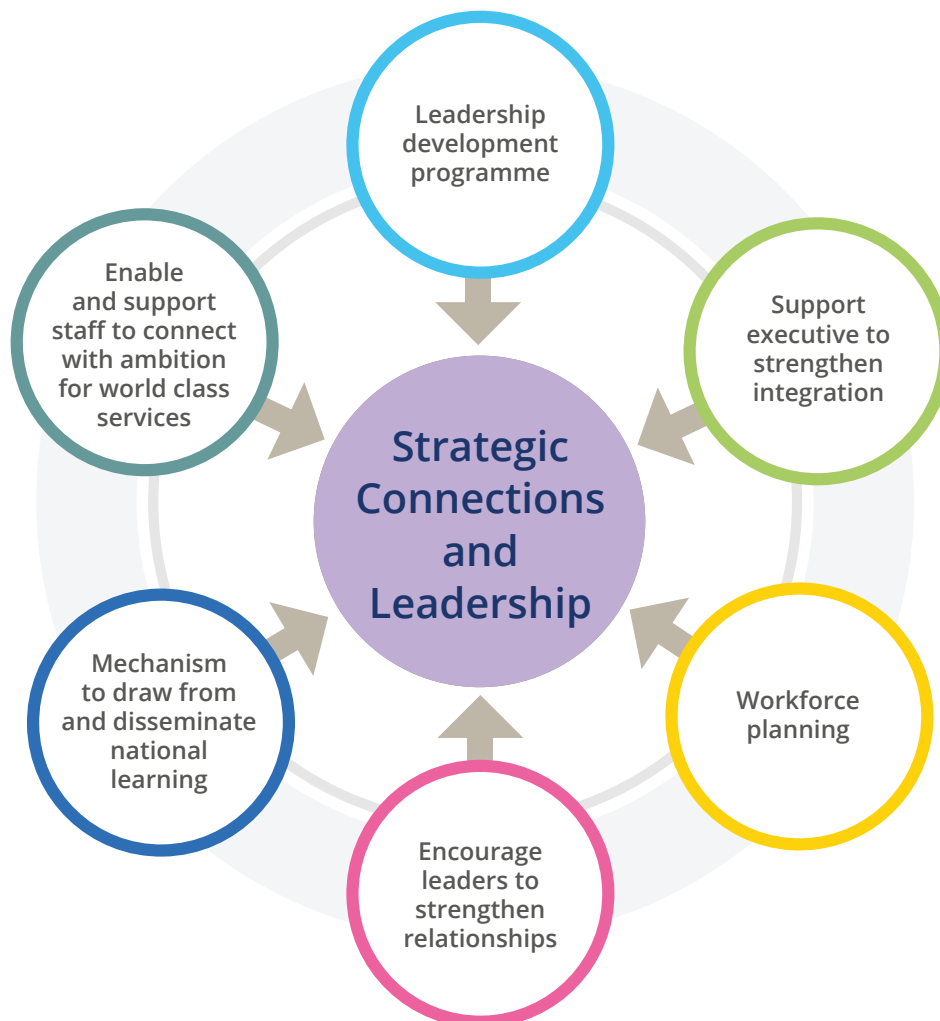 Leadership
development
programme
Support
executive to
strengthen
integration
Workforce
planning
Encourage
leaders to
strengthen
relationships
Mechanism
to draw from
and disseminate
national
learning
Enable
and support
staff to connect
with ambition
for world class
services
Strategic
Connections
and
Leadership